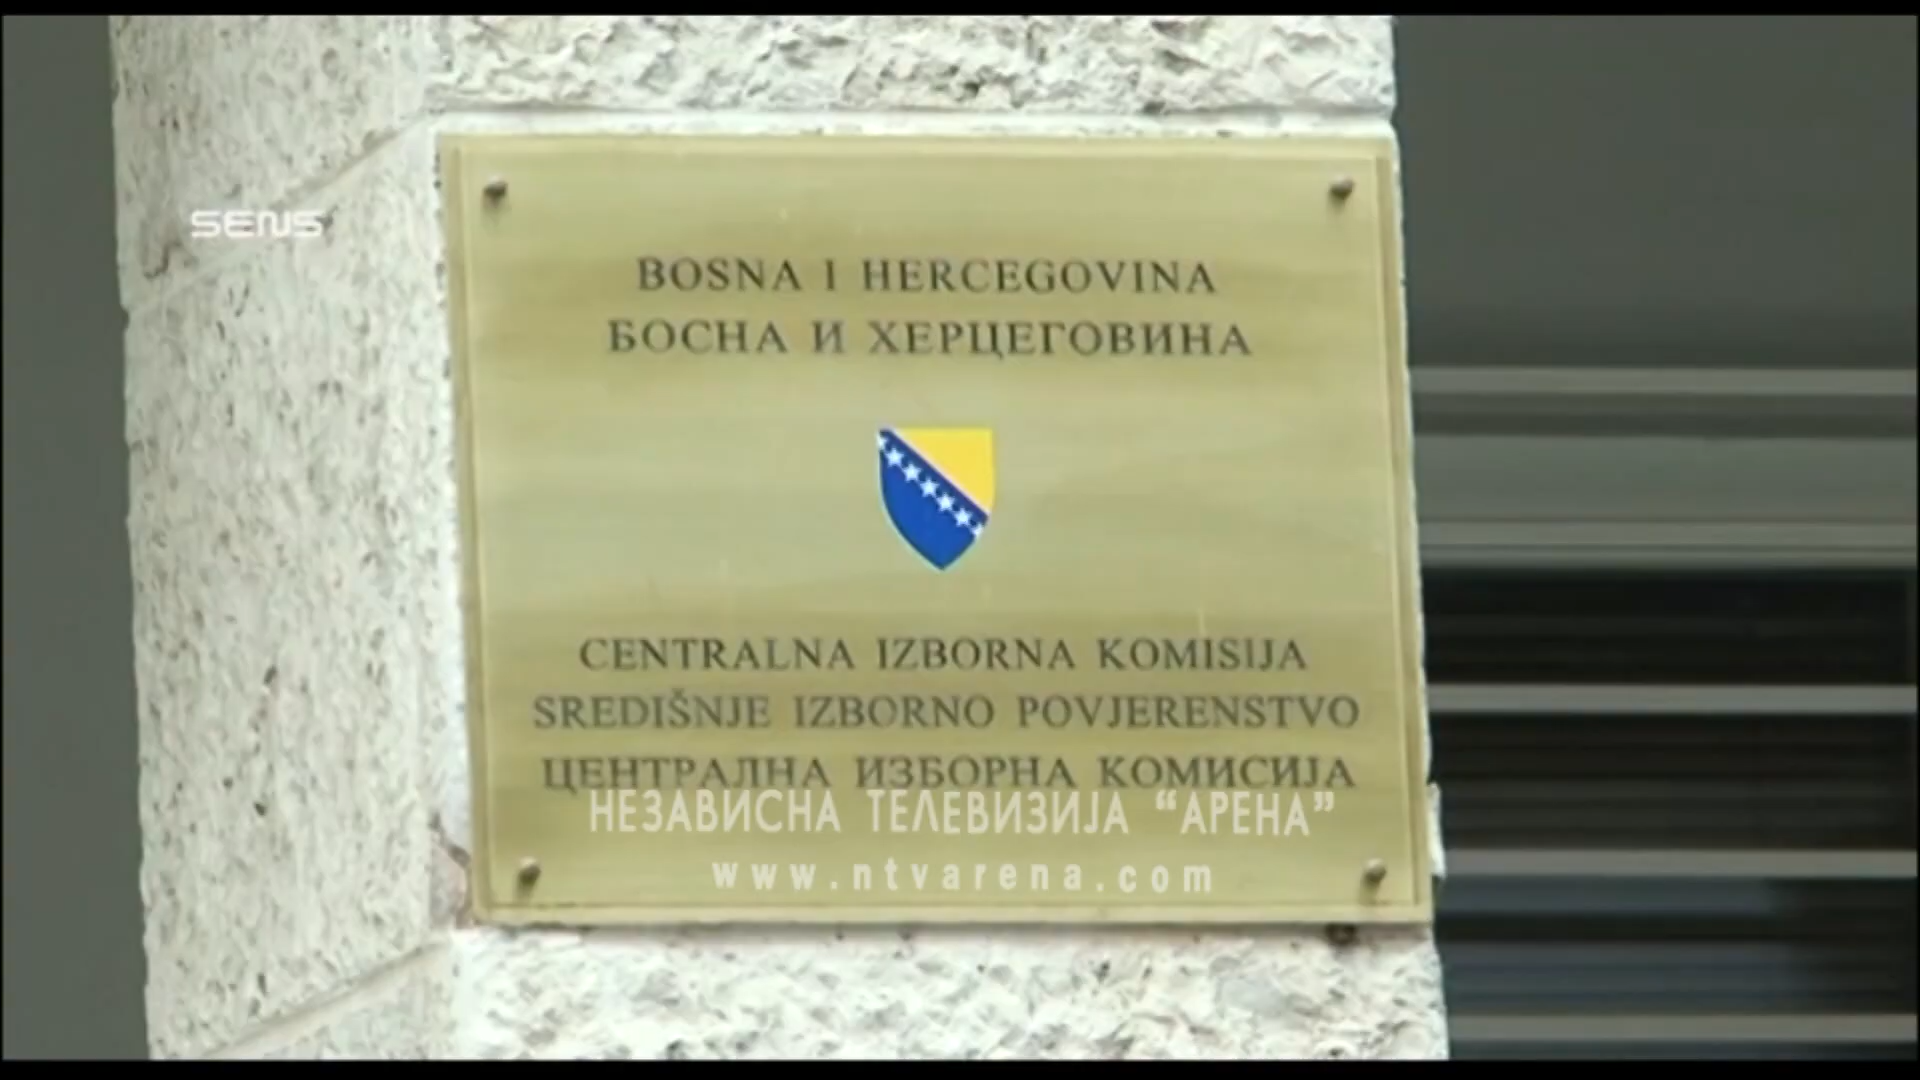 SENS
BOSNA I HERCEGOVINA
БОСНА И ХЕРЦЕГОВИНА
CENTRALNA IZBORNA KOMISIJA
SREDIŠNJE IZBORNO POVJERENSTVO
ЦЕНТРАЛНА ИЗБОРНА КОМИСИЈА
НЕЗАВИСНА ТЕЛЕВИЗИЈА “АРЕНА”
www.ntvarena.com